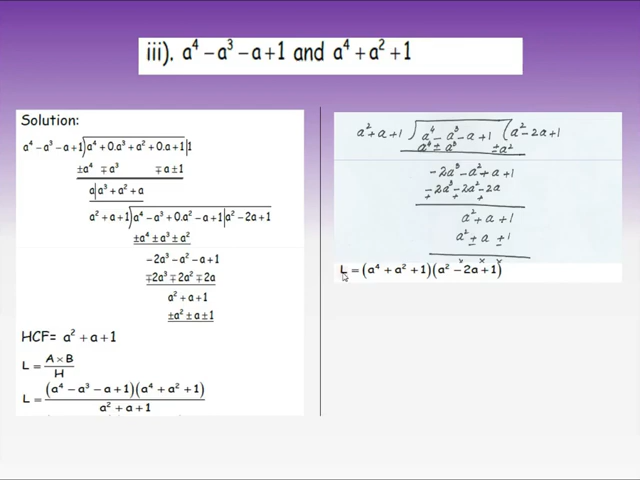 iii). a⁴ − a³ − a + 1 and a⁴ + a² + 1
Solution:
a⁴ − a³ − a + 1) a⁴ + 0.a³ + a² + 0.a + 1 | 1
±a⁴ ∓ a³ ∓ a ± 1
a | a³ + a² + a
a² + a + 1) a⁴ − a³ + 0.a² − a + 1 | a² − 2a + 1
±a⁴ ± a³ ± a²
−2a³ − a² − a + 1
∓2a³ ∓ 2a² ∓ 2a
a² + a + 1
±a² ± a ± 1
HCF= a² + a + 1
L = A × B / H
L = (a⁴ − a³ − a + 1)(a⁴ + a² + 1) / a² + a + 1
a² + a + 1 ) a⁴ − a³ − a + 1 ( a² − 2a + 1
a⁴ ± a³ ± a²
−2a³ − a² + a + 1
−2a³ − 2a² − 2a
+ + +
a² + a + 1
a² ± a ± 1
× × ×
L = (a⁴ + a² + 1)(a² − 2a + 1)